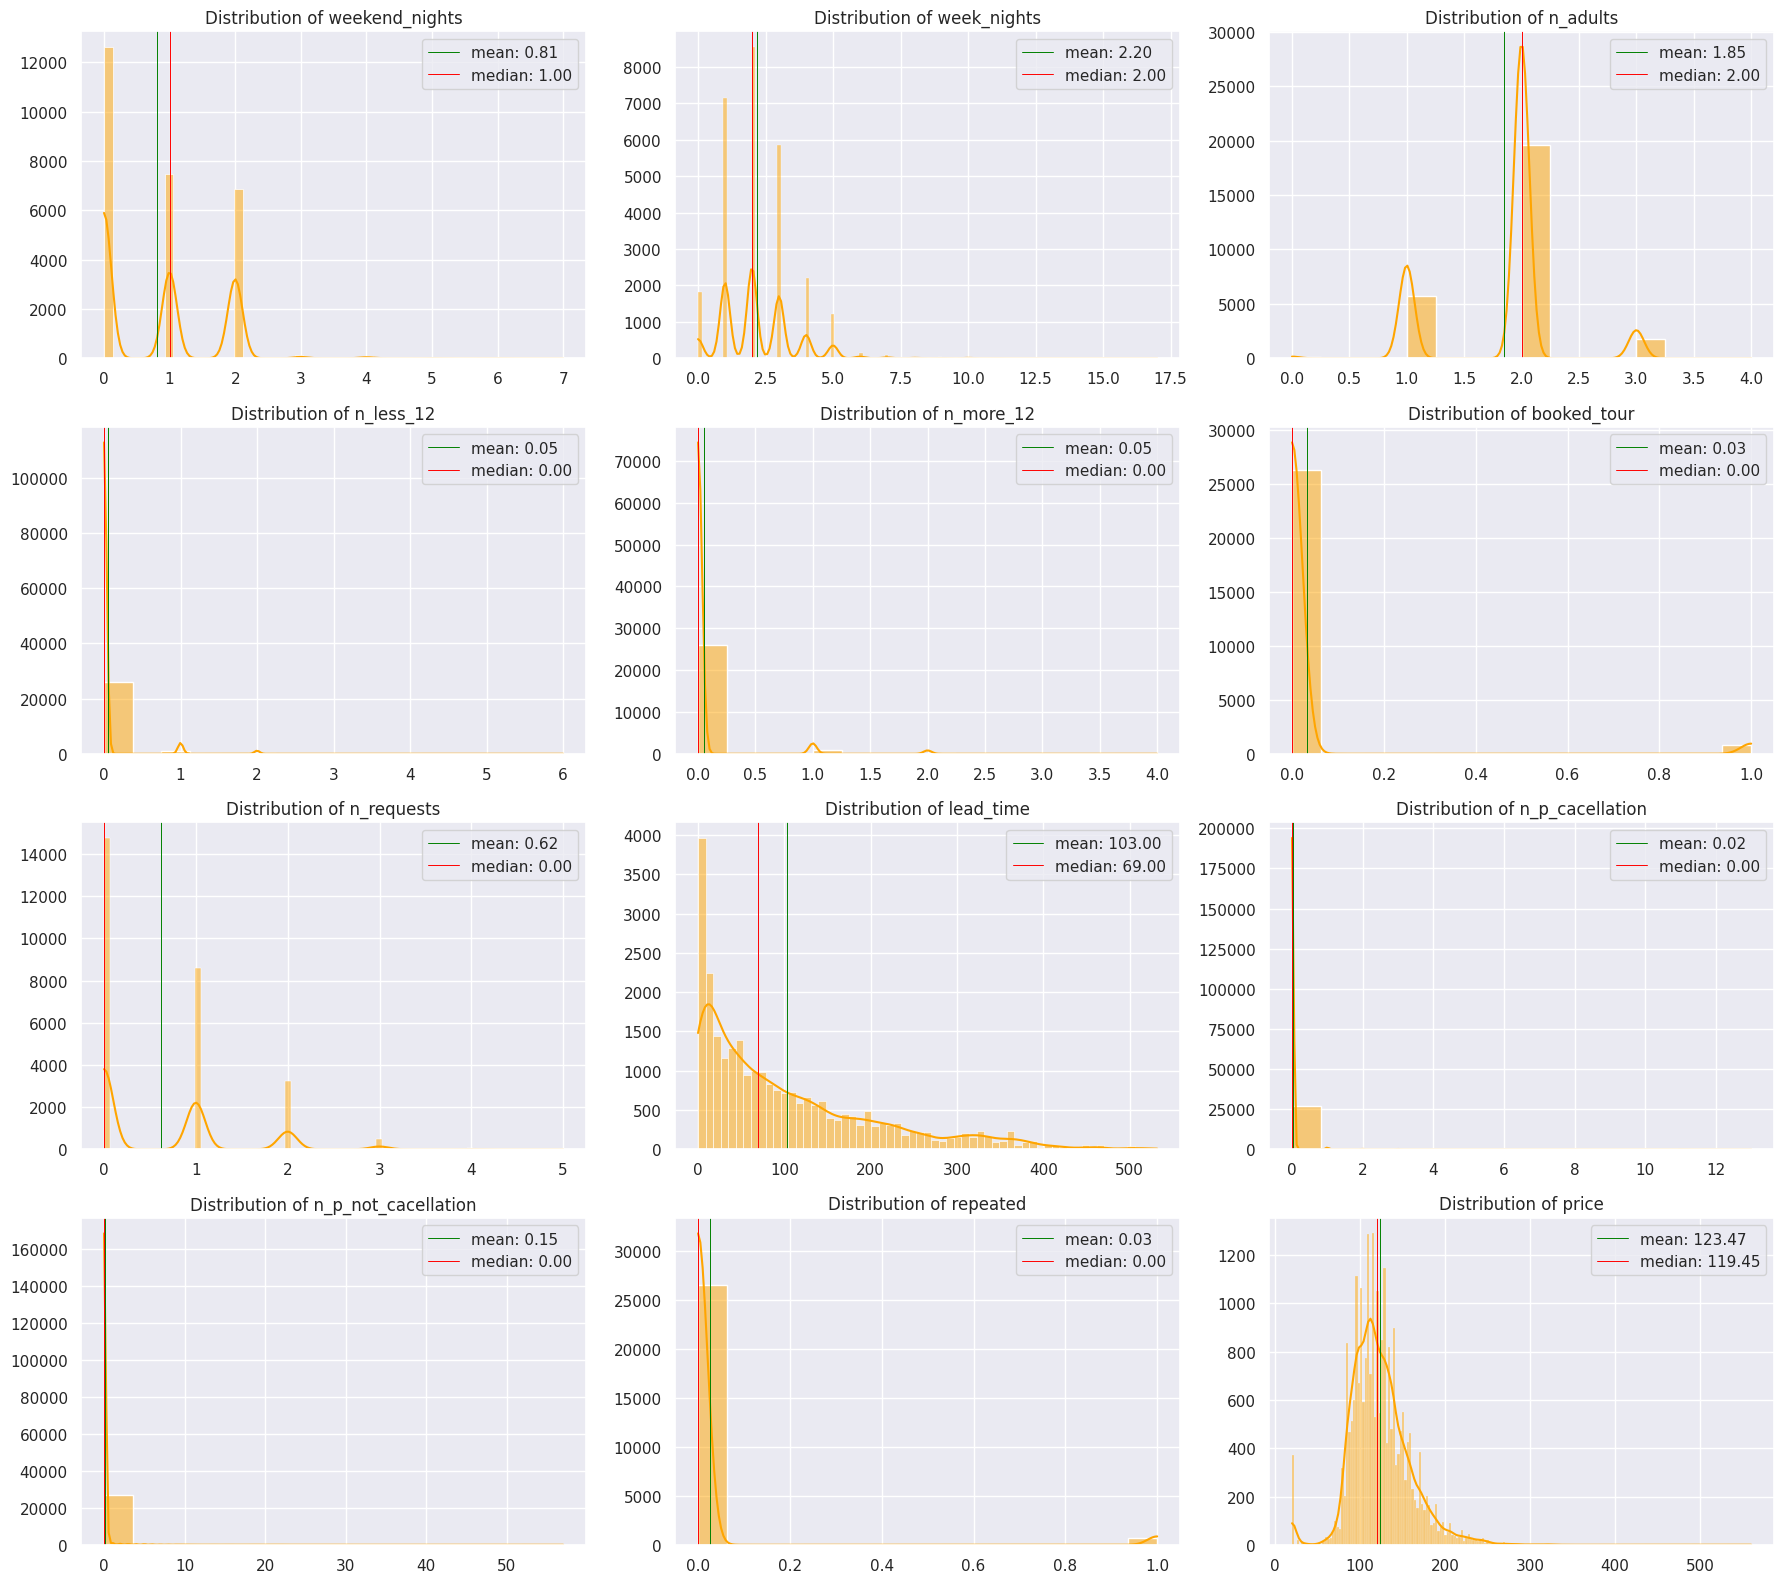 Distribution of weekend_nights
mean: 0.81
median: 1.00
12000
10000
8000
6000
4000
2000
0
0 1 2 3 4 5 6 7
Distribution of week_nights
mean: 2.20
median: 2.00
8000
7000
6000
5000
4000
3000
2000
1000
0
0.0 2.5 5.0 7.5 10.0 12.5 15.0 17.5
Distribution of n_adults
mean: 1.85
median: 2.00
30000
25000
20000
15000
10000
5000
0
0.0 0.5 1.0 1.5 2.0 2.5 3.0 3.5 4.0
Distribution of n_less_12
mean: 0.05
median: 0.00
100000
80000
60000
40000
20000
0
0 1 2 3 4 5 6
Distribution of n_more_12
mean: 0.05
median: 0.00
70000
60000
50000
40000
30000
20000
10000
0
0.0 0.5 1.0 1.5 2.0 2.5 3.0 3.5 4.0
Distribution of booked_tour
mean: 0.03
median: 0.00
30000
25000
20000
15000
10000
5000
0
0.0 0.2 0.4 0.6 0.8 1.0
Distribution of n_requests
mean: 0.62
median: 0.00
14000
12000
10000
8000
6000
4000
2000
0
0 1 2 3 4 5
Distribution of lead_time
mean: 103.00
median: 69.00
4000
3500
3000
2500
2000
1500
1000
500
0
0 100 200 300 400 500
Distribution of n_p_cacellation
mean: 0.02
median: 0.00
200000
175000
150000
125000
100000
75000
50000
25000
0
0 2 4 6 8 10 12
Distribution of n_p_not_cacellation
mean: 0.15
median: 0.00
160000
140000
120000
100000
80000
60000
40000
20000
0
0 10 20 30 40 50
Distribution of repeated
mean: 0.03
median: 0.00
30000
25000
20000
15000
10000
5000
0
0.0 0.2 0.4 0.6 0.8 1.0
Distribution of price
mean: 123.47
median: 119.45
1200
1000
800
600
400
200
0
0 100 200 300 400 500